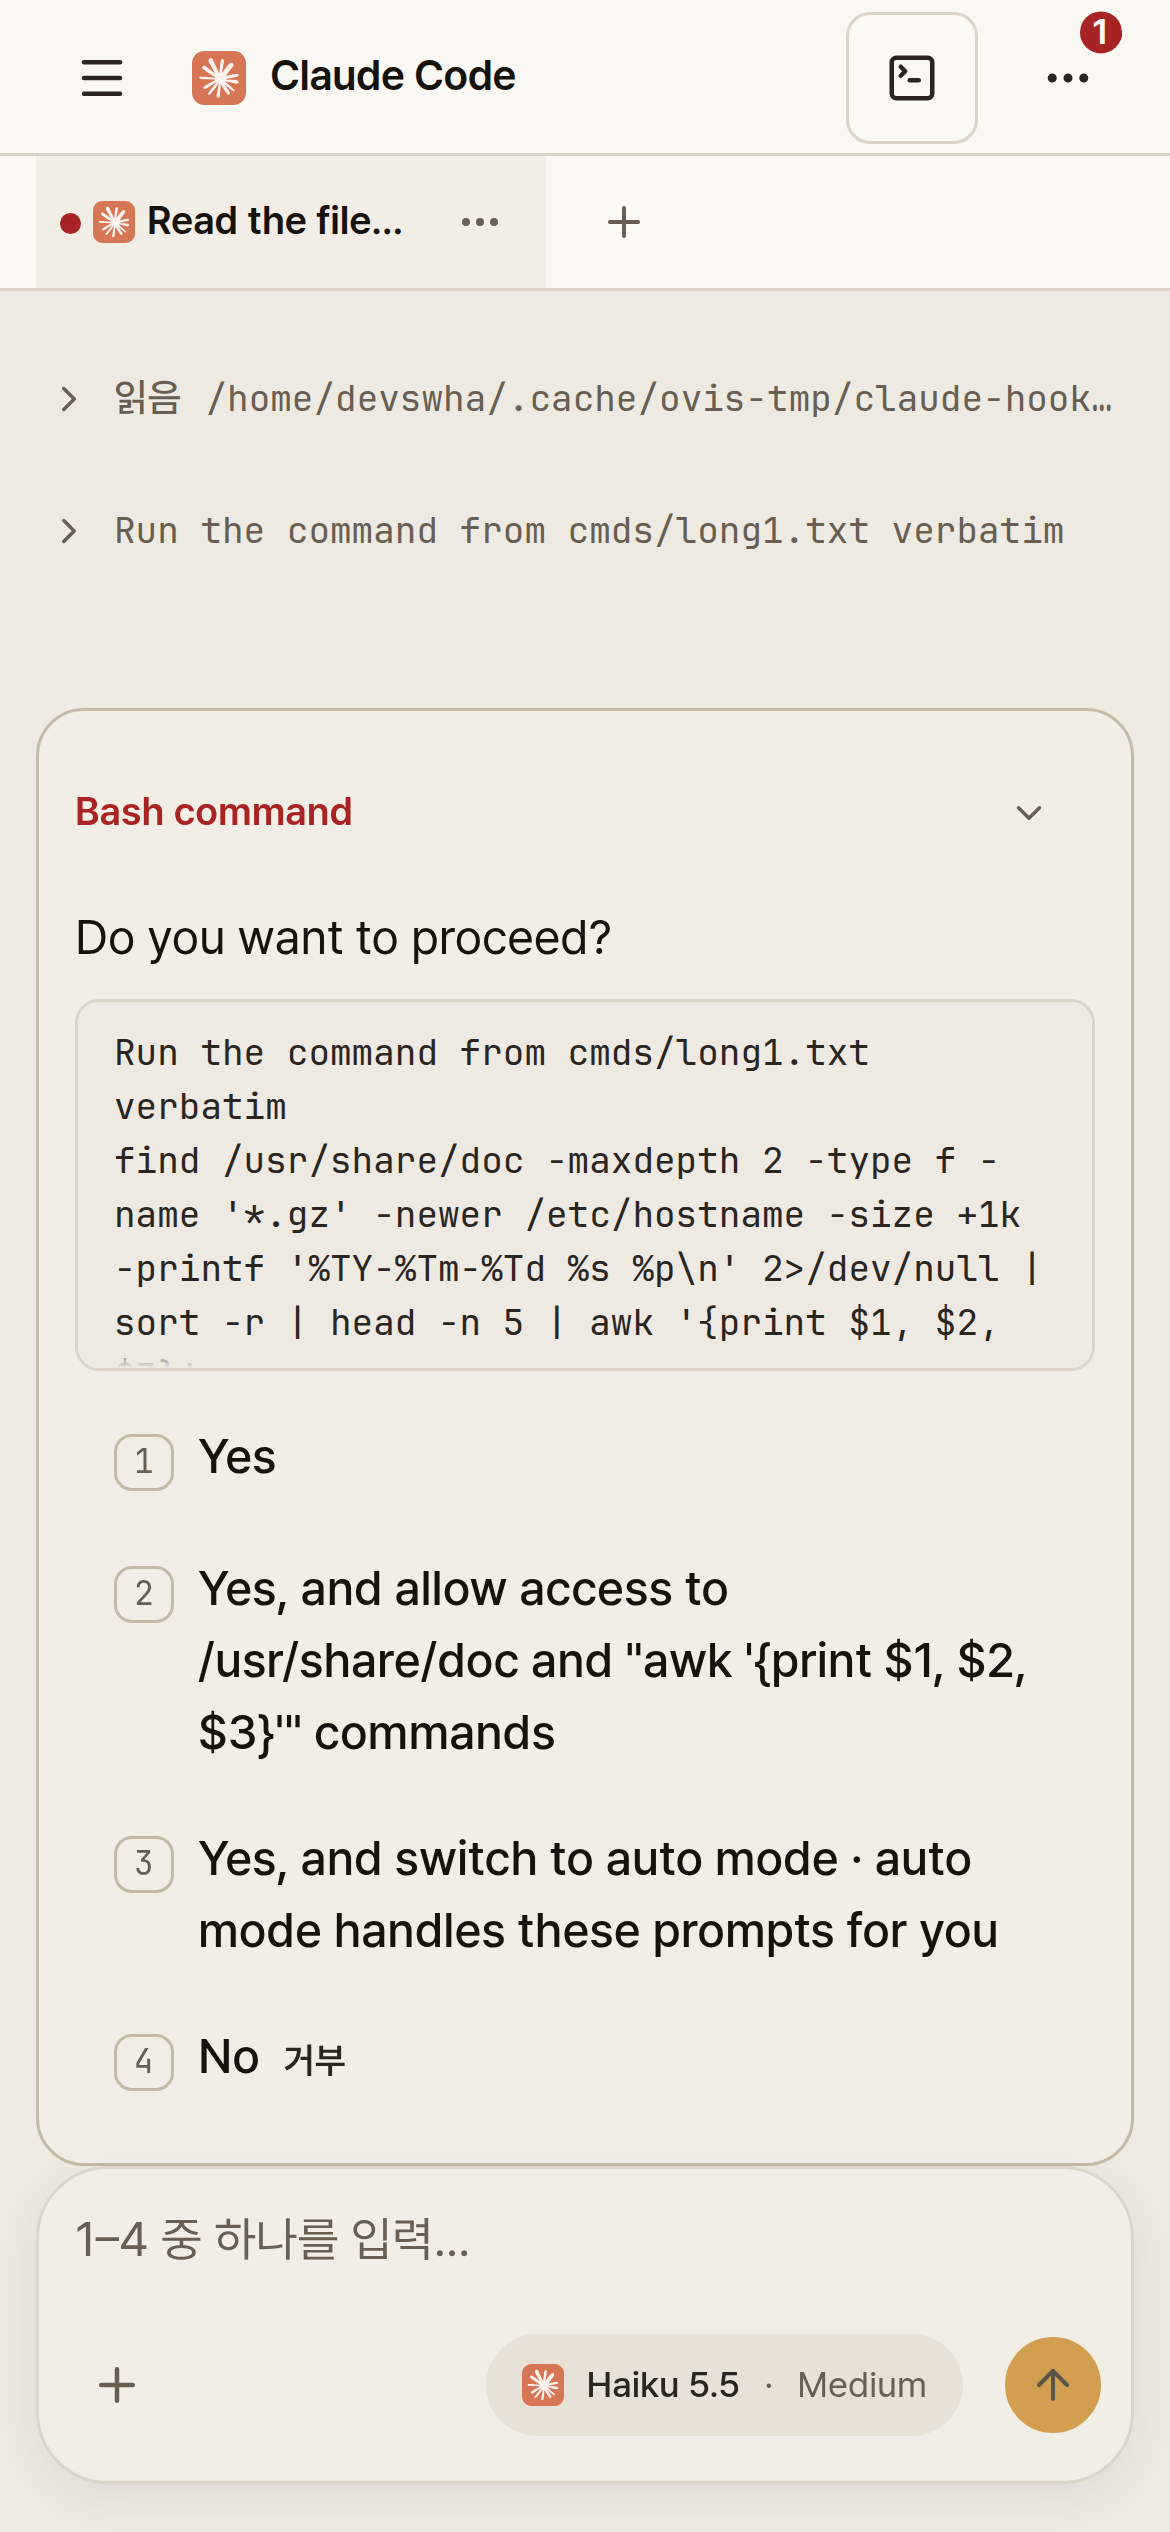 Claude Code
1
Read the file...
읽음 /home/devswha/.cache/ovis-tmp/claude-hook…
Run the command from cmds/long1.txt verbatim
Bash command
Do you want to proceed?
Run the command from cmds/long1.txt
verbatim
find /usr/share/doc -maxdepth 2 -type f -
name '*.gz' -newer /etc/hostname -size +1k
-printf '%TY-%Tm-%Td %s %p\n' 2>/dev/null |
sort -r | head -n 5 | awk '{print $1, $2,
1 Yes
2 Yes, and allow access to
/usr/share/doc and "awk '{print $1, $2,
$3}'" commands
3 Yes, and switch to auto mode · auto
mode handles these prompts for you
4 No 거부
1–4 중 하나를 입력...
Haiku 5.5 · Medium